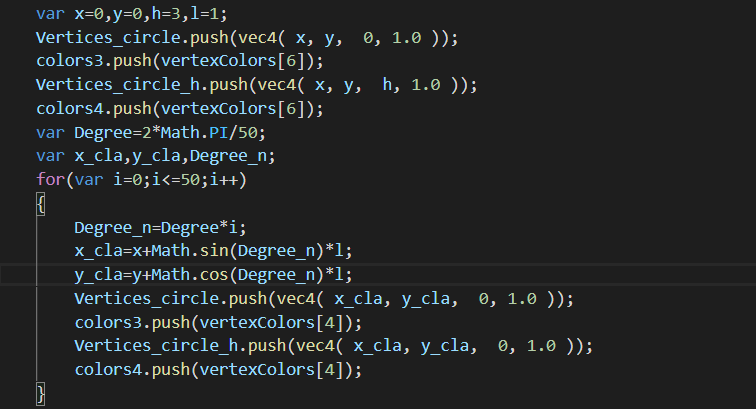 var x=0,y=0,h=3,l=1;
Vertices_circle.push(vec4( x, y,  0, 1.0 ));
colors3.push(vertexColors[6]);
Vertices_circle_h.push(vec4( x, y,  h, 1.0 ));
colors4.push(vertexColors[6]);
var Degree=2*Math.PI/50;
var x_cla,y_cla,Degree_n;
for(var i=0;i<=50;i++)
{
    Degree_n=Degree*i;
    x_cla=x+Math.sin(Degree_n)*l;
    y_cla=y+Math.cos(Degree_n)*l;
    Vertices_circle.push(vec4( x_cla, y_cla,  0, 1.0 ));
    colors3.push(vertexColors[4]);
    Vertices_circle_h.push(vec4( x_cla, y_cla,  0, 1.0 ));
    colors4.push(vertexColors[4]);
}